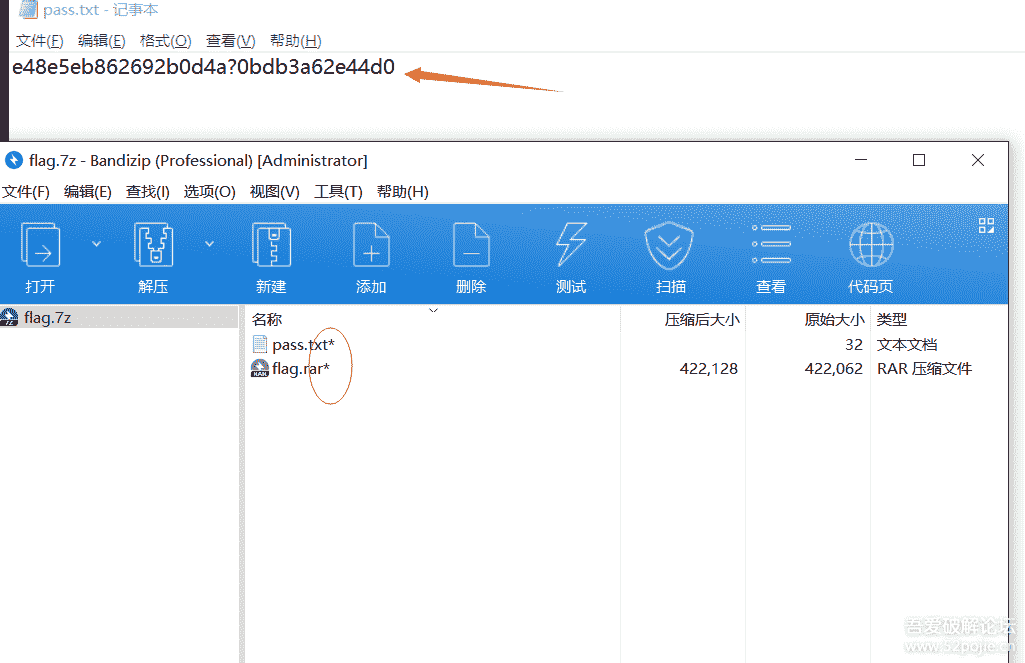 pass.txt - 记事本
文件(F) 编辑(E) 格式(O) 查看(V) 帮助(H)
e48e5eb862692b0d4a?0bdb3a62e44d0
flag.7z - Bandizip (Professional) [Administrator]
文件(F) 编辑(E) 查找(I) 选项(O) 视图(V) 工具(T) 帮助(H)
打开 解压 新建 添加 删除 测试 扫描 查看 代码页
flag.7z
名称 压缩后大小 原始大小 类型
pass.txt* 32 文本文档
flag.rar* 422,128 422,062 RAR 压缩文件
吾爱破解论坛
www.52pojie.cn